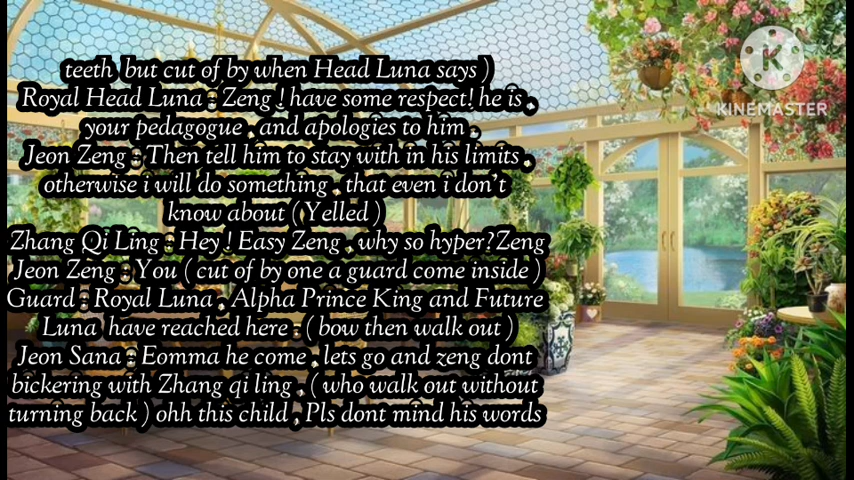 teeth but cut of by when Head Luna says )
Royal Head Luna : Zeng ! have some respect! he is ,
your pedagogue , and apologies to him .
Jeon Zeng : Then tell him to stay with in his limits ,
otherwise i will do something , that even i don't
know about ( Yelled )
Zhang Qi Ling : Hey ! Easy Zeng , why so hyper?Zeng
Jeon Zeng : You ( cut of by one a guard come inside )
Guard : Royal Luna , Alpha Prince King and Future
Luna have reached here . ( bow then walk out )
Jeon Sana : Eomma he come , lets go and zeng dont
bickering with Zhang qi ling , ( who walk out without
turning back ) ohh this child , Pls dont mind his words
K
KINEMASTER